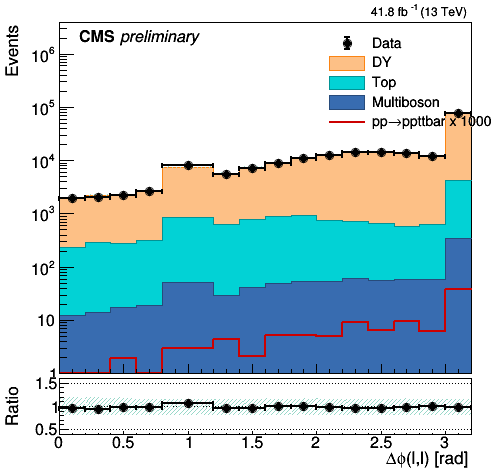 41.8 fb⁻¹ (13 TeV)
CMS preliminary
Events
10⁶
10⁵
10⁴
10³
10²
10
1
Data
DY
Top
Multiboson
pp→ppttbar x 1000
Ratio
1.5
1
0.5
0 0.5 1 1.5 2 2.5 3
Δϕ(l,l) [rad]